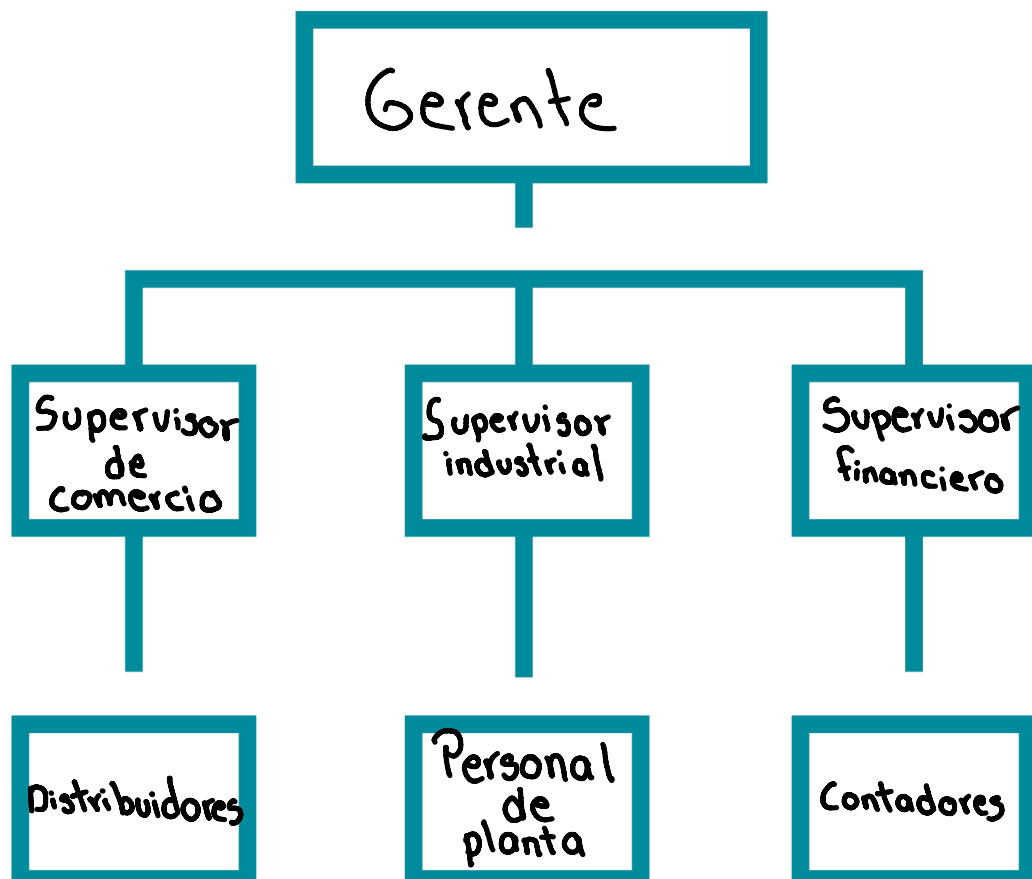 Gerente
Supervisor
de
comercio
Supervisor
industrial
Supervisor
financiero
Distribuidores
Personal
de
planta
Contadores